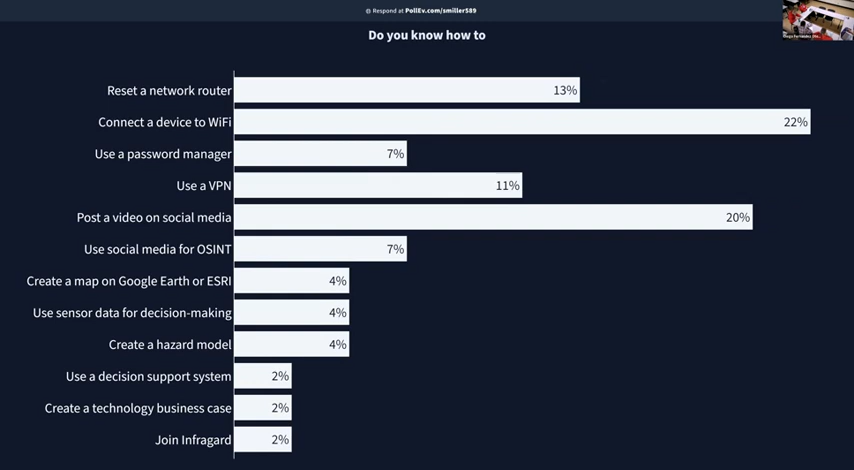 Respond at PollEv.com/smiller589
Do you know how to
Reset a network router 13%
Connect a device to WiFi 22%
Use a password manager 7%
Use a VPN 11%
Post a video on social media 20%
Use social media for OSINT 7%
Create a map on Google Earth or ESRI 4%
Use sensor data for decision-making 4%
Create a hazard model 4%
Use a decision support system 2%
Create a technology business case 2%
Join Infragard 2%